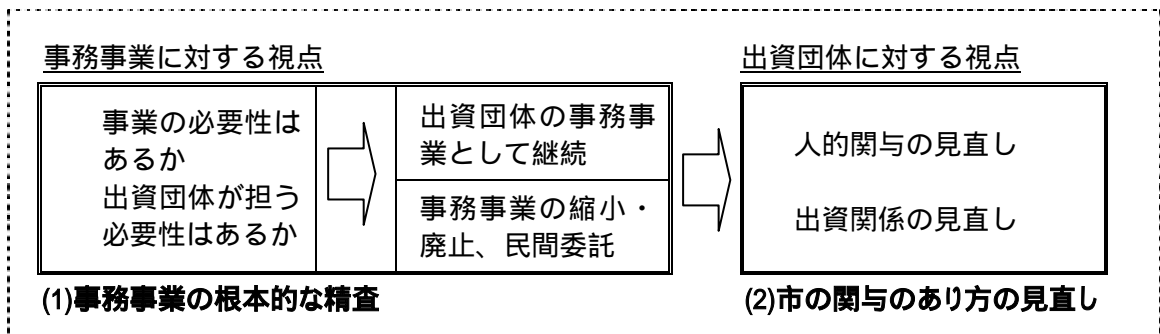 事務事業に対する視点
事業の必要性は
あるか
出資団体が担う
必要性はあるか
出資団体の事務事
業として継続
事務事業の縮小・
廃止、民間委託
(1)事務事業の根本的な精査
出資団体に対する視点
人的関与の見直し
出資関係の見直し
(2)市の関与のあり方の見直し